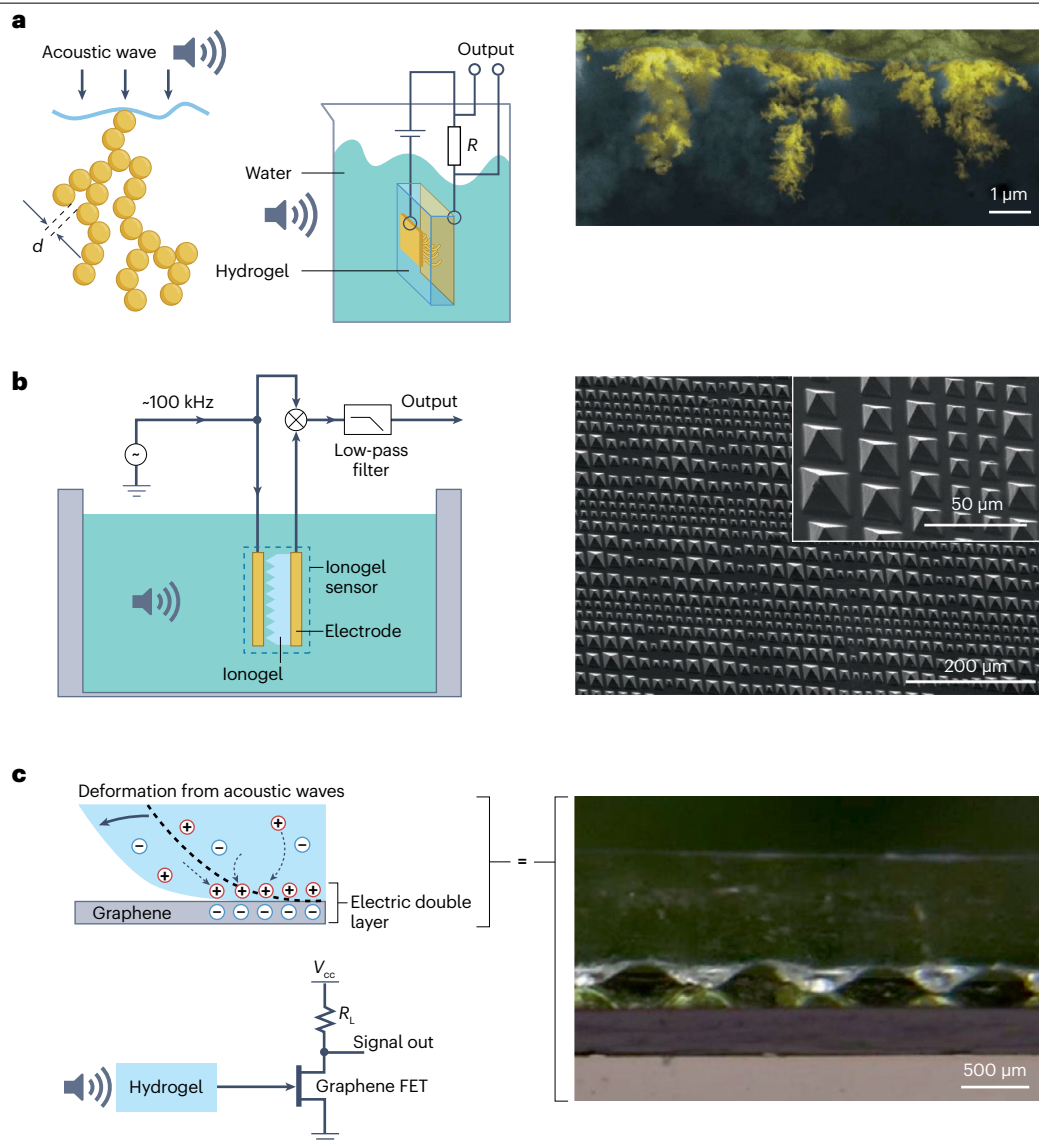 a
Acoustic wave
d
Water
Hydrogel
Output
R
1 µm
b
~100 kHz
~
Output
Low-pass
filter
Ionogel
sensor
Electrode
Ionogel
50 µm
200 µm
c
Deformation from acoustic waves
+ +
– – –
+
+ + + + +
– – – – –
Graphene
Electric double
layer
=
Vcc
RL
Signal out
Hydrogel
Graphene FET
500 µm